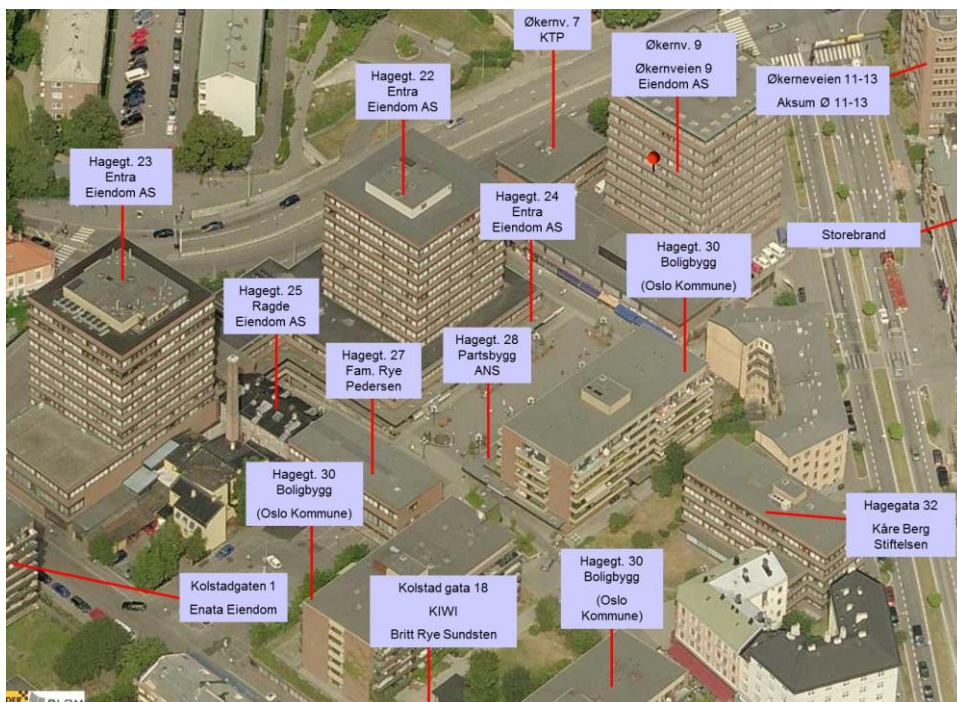 Økernv. 7
KTP
Økernv. 9
Økernveien 9
Eiendom AS
Hagegt. 22
Entra
Eiendom AS
Økerneveien 11-13
Aksum Ø 11-13
Hagegt. 23
Entra
Eiendom AS
Hagegt. 24
Entra
Eiendom AS
Storebrand
Hagegt. 30
Boligbygg
(Oslo Kommune)
Hagegt. 25
Ragde
Eiendom AS
Hagegt. 28
Partsbygg
ANS
Hagegt. 27
Fam. Rye
Pedersen
Hagegt. 30
Boligbygg
(Oslo Kommune)
Hagegata 32
Kåre Berg
Stiftelsen
Kolstadgaten 1
Enata Eiendom
Kolstad gata 18
KIWI
Britt Rye Sundsten
Hagegt. 30
Boligbygg
(Oslo
Kommune)